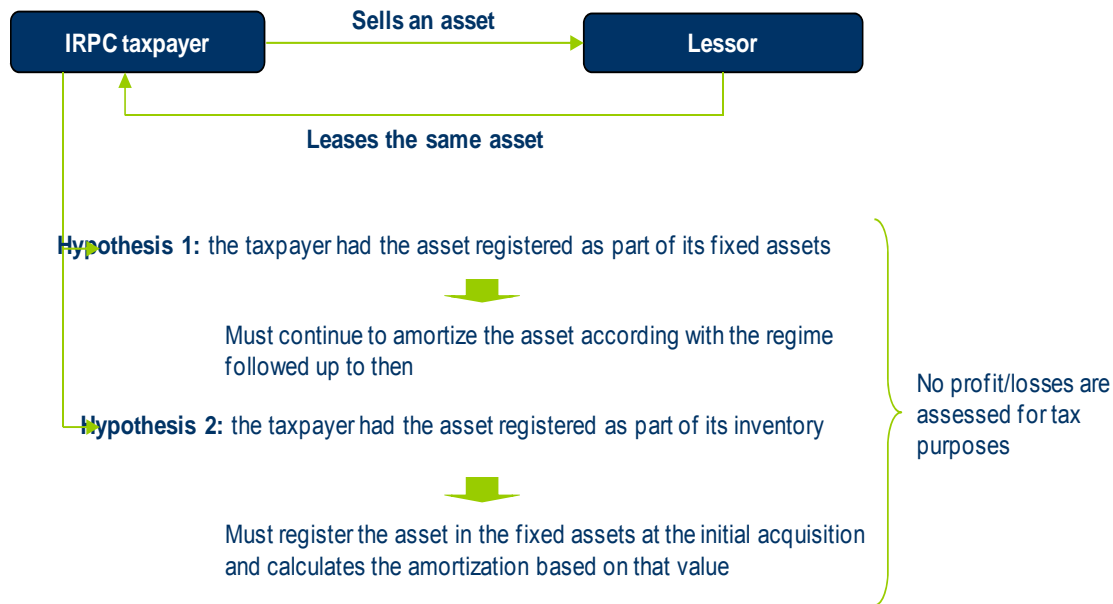 Sells an asset
IRPC taxpayer
Lessor
Leases the same asset
Hypothesis 1: the taxpayer had the asset registered as part of its fixed assets
Must continue to amortize the asset according with the regime
followed up to then
Hypothesis 2: the taxpayer had the asset registered as part of its inventory
Must register the asset in the fixed assets at the initial acquisition
and calculates the amortization based on that value
No profit/losses are
assessed for tax
purposes